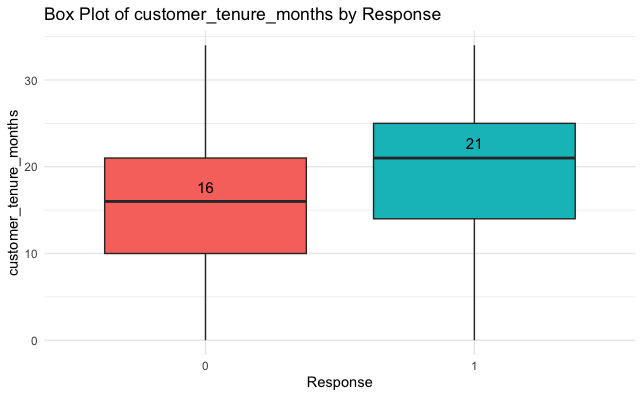 Box Plot of customer_tenure_months by Response
customer_tenure_months
30
20
10
0
16
21
0
1
Response